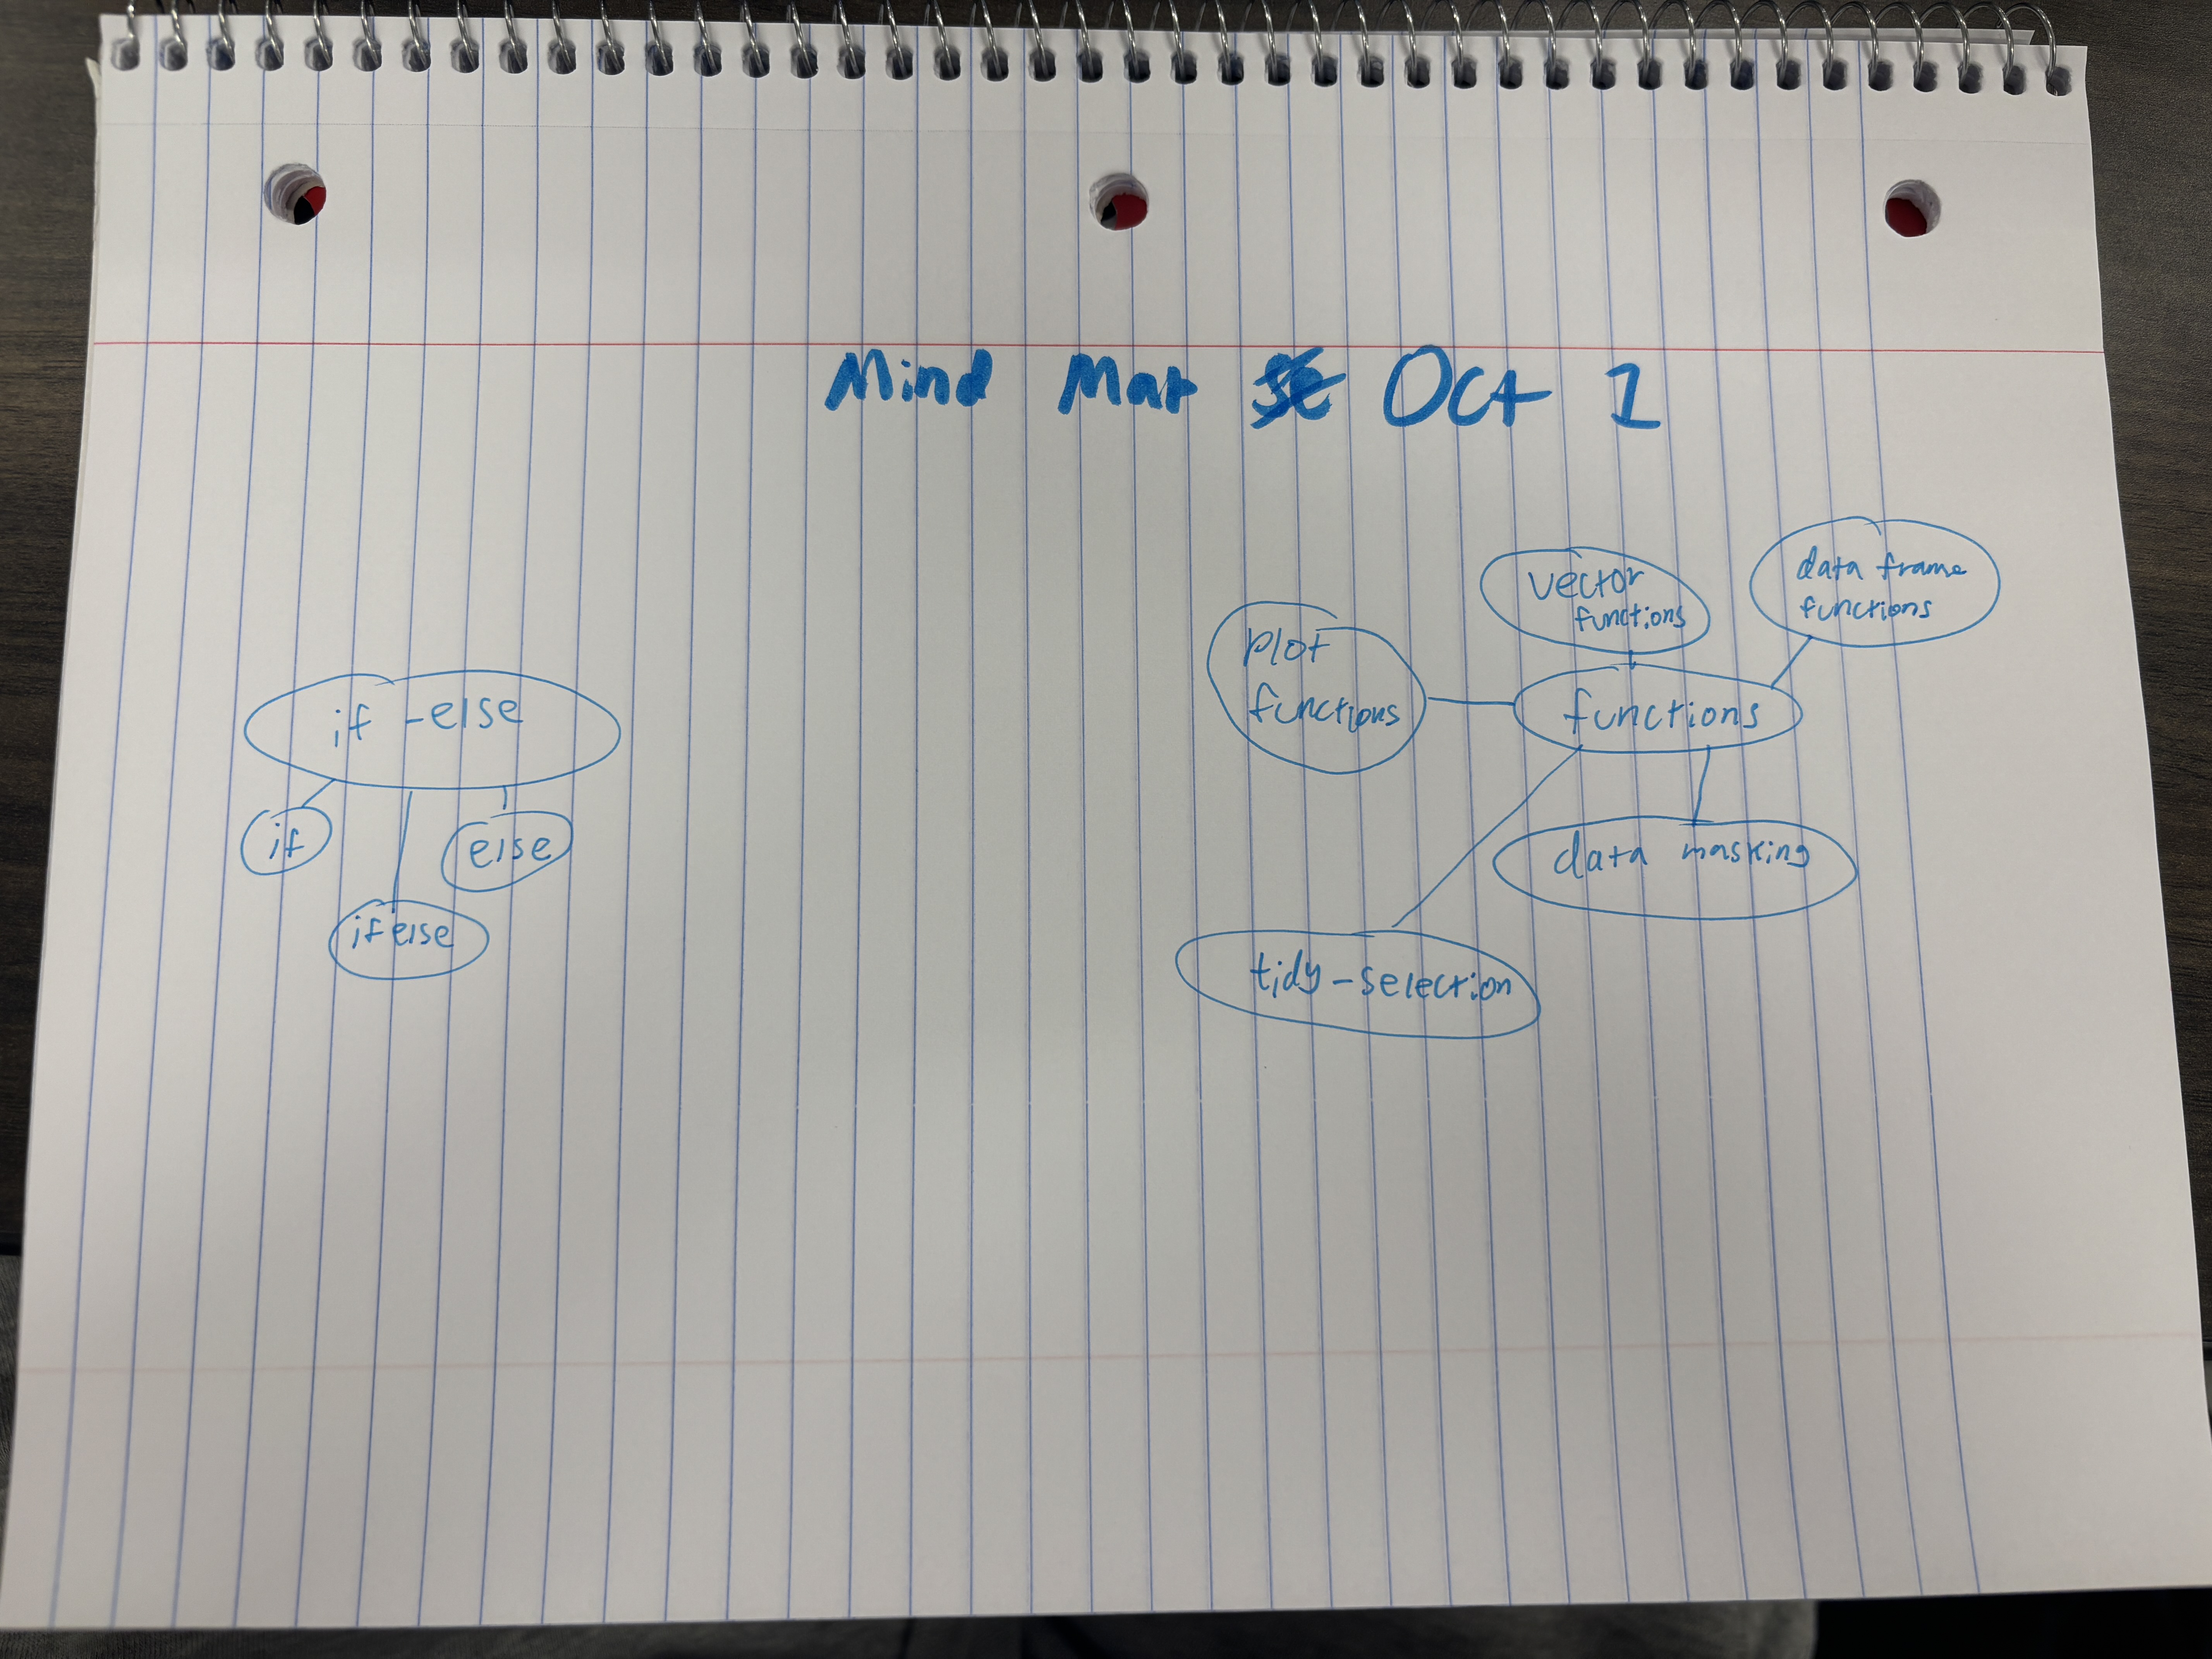 Mind Map Oct 1
if-else
if
else
ifelse
vector
functions
data frame
functions
plot
functions
functions
data masking
tidy-selection